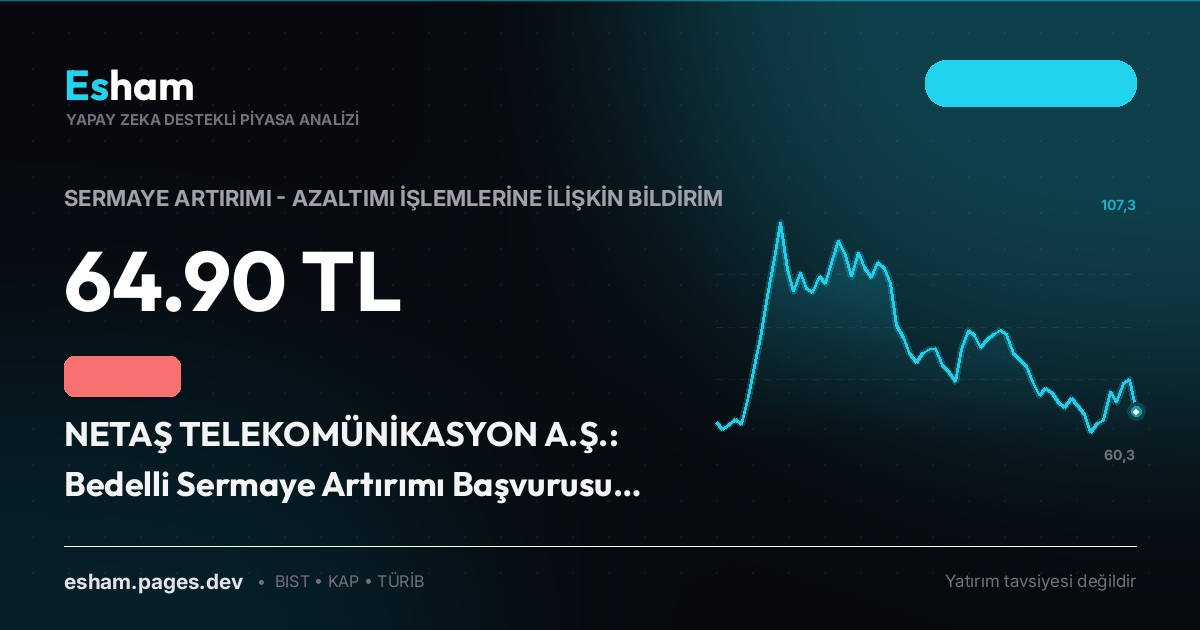 Esham
YAPAY ZEKA DESTEKLİ PİYASA ANALİZİ
SERMAYE ARTIRIMI - AZALTIMI İŞLEMLERİNE İLİŞKİN BİLDİRİM
64.90 TL
107,3
60,3
NETAŞ TELEKOMÜNİKASYON A.Ş.:
Bedelli Sermaye Artırımı Başvurusu...
esham.pages.dev • BIST • KAP • TÜRİB
Yatırım tavsiyesi değildir